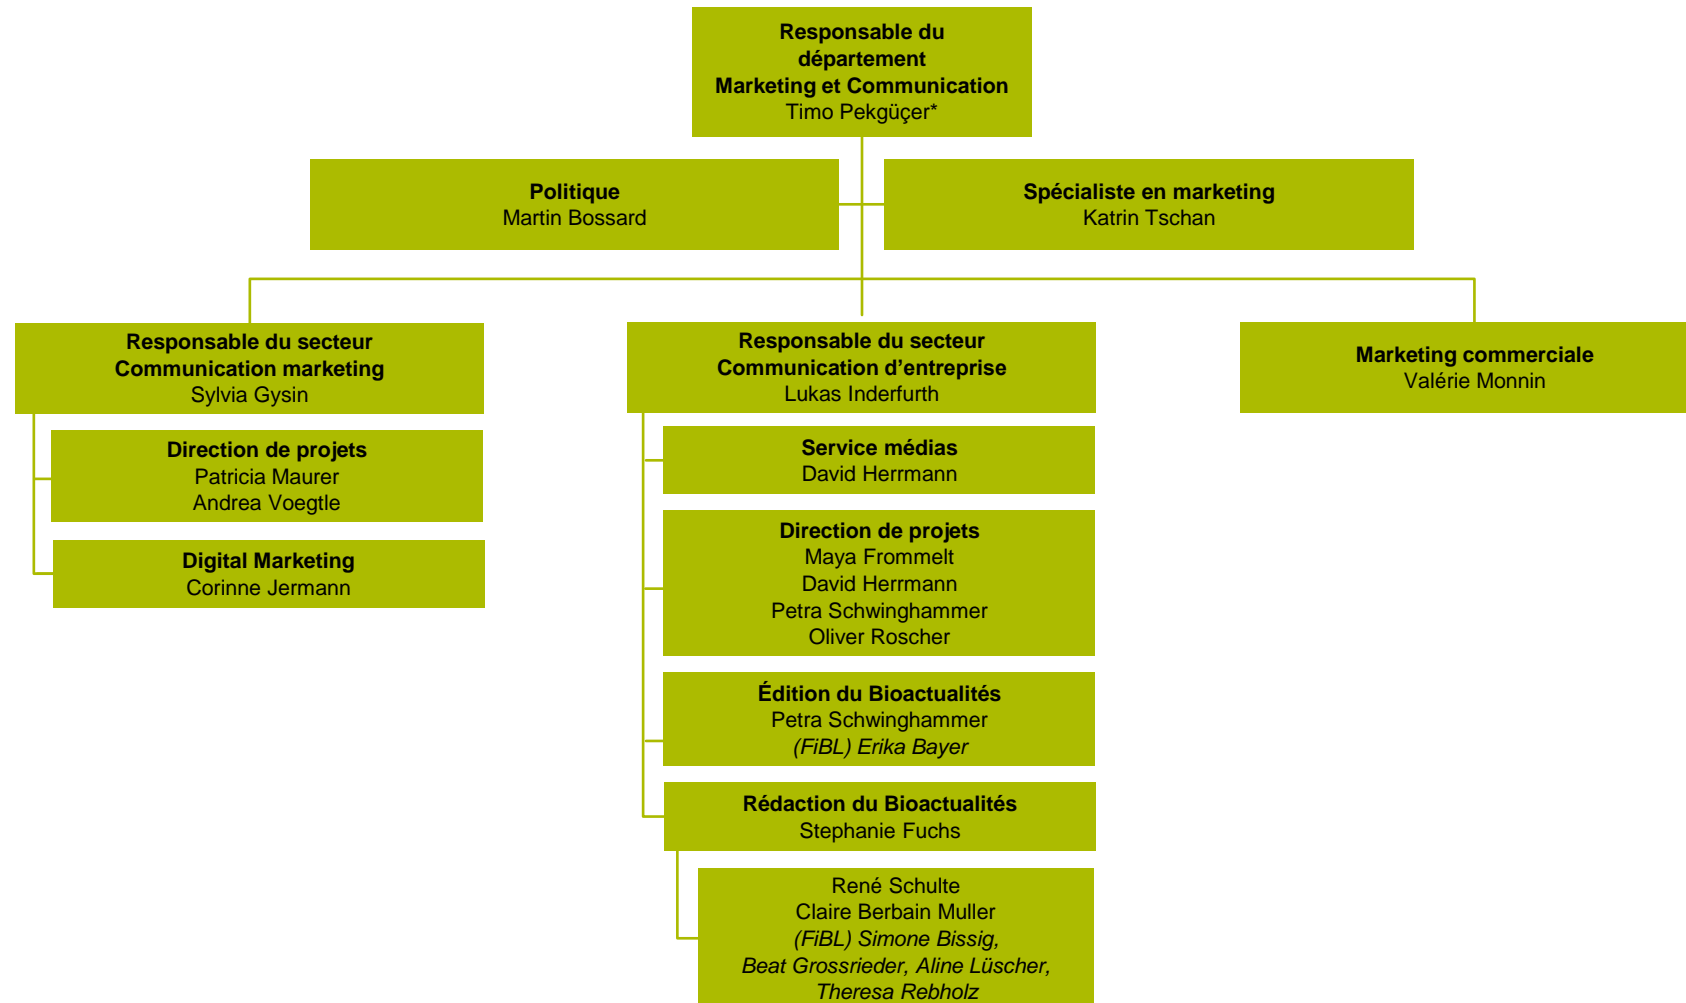 Responsable du
département
Marketing et Communication
Timo Pekgüçer*
Politique
Martin Bossard
Spécialiste en marketing
Katrin Tschan
Responsable du secteur
Communication marketing
Sylvia Gysin
Direction de projets
Patricia Maurer
Andrea Voegtle
Digital Marketing
Corinne Jermann
Responsable du secteur
Communication d’entreprise
Lukas Inderfurth
Service médias
David Herrmann
Direction de projets
Maya Frommelt
David Herrmann
Petra Schwinghammer
Oliver Roscher
Édition du Bioactualités
Petra Schwinghammer
(FiBL) Erika Bayer
Rédaction du Bioactualités
Stephanie Fuchs
René Schulte
Claire Berbain Muller
(FiBL) Simone Bissig,
Beat Grossrieder, Aline Lüscher,
Theresa Rebholz
Marketing commerciale
Valérie Monnin